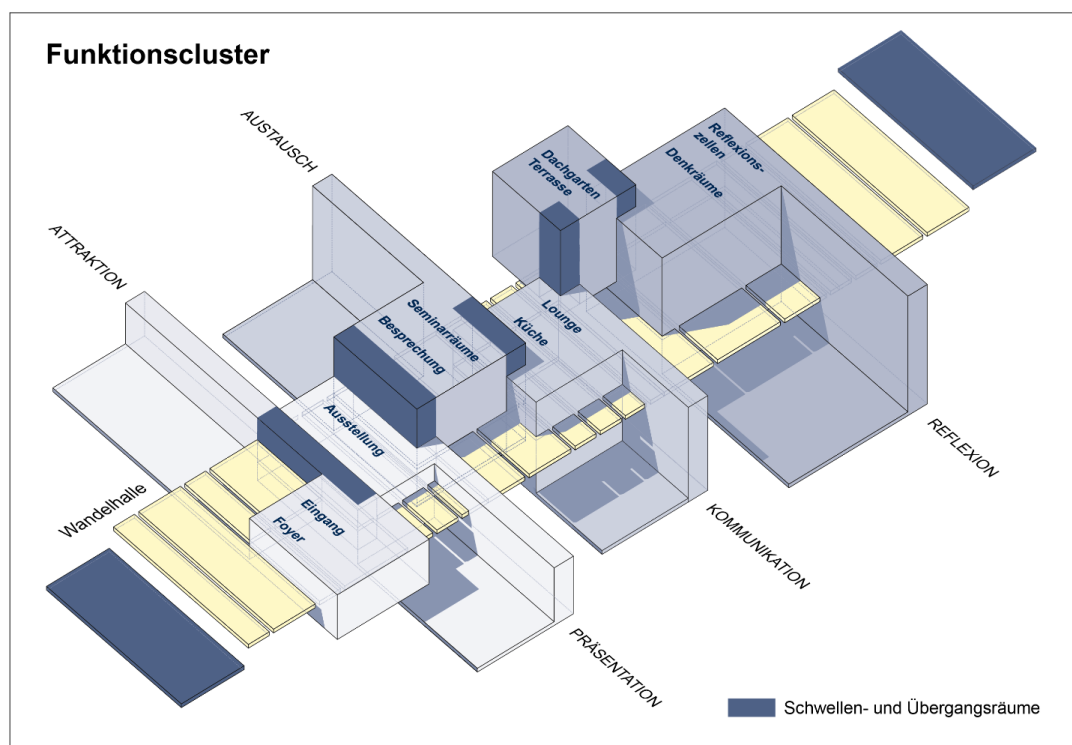 Funktionscluster
AUSTAUSCH
ATTRAKTION
Reflexions-
zellen
Denkräume
Dachgarten
Terrasse
Lounge
Küche
Seminarräume
Besprechung
Ausstellung
Eingang
Foyer
Wandelhalle
REFLEXION
KOMMUNIKATION
PRÄSENTATION
Schwellen- und Übergangsräume